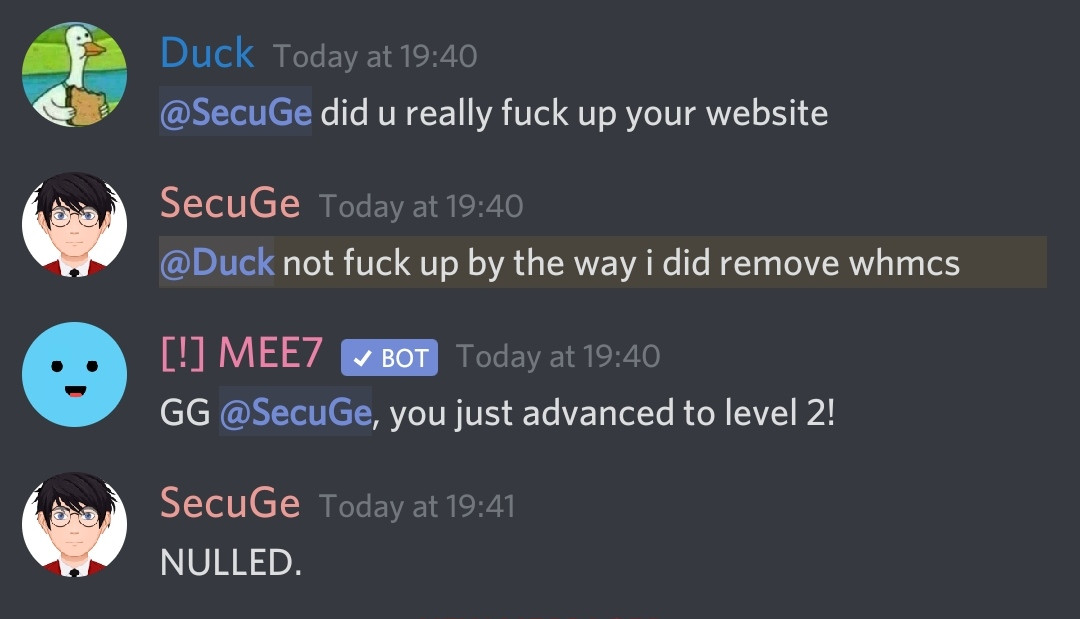 Duck Today at 19:40
@SecuGe did u really fuck up your website
SecuGe Today at 19:40
@Duck not fuck up by the way i did remove whmcs
[!] MEE7 ✓ BOT Today at 19:40
GG @SecuGe, you just advanced to level 2!
SecuGe Today at 19:41
NULLED.